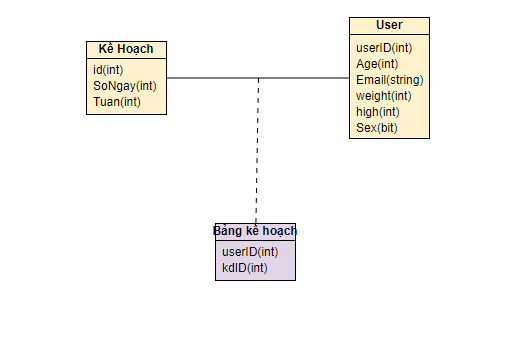 Kế Hoạch
id(int)
SoNgay(int)
Tuan(int)
User
userID(int)
Age(int)
Email(string)
weight(int)
high(int)
Sex(bit)
Bảng kế hoạch
userID(int)
kdID(int)